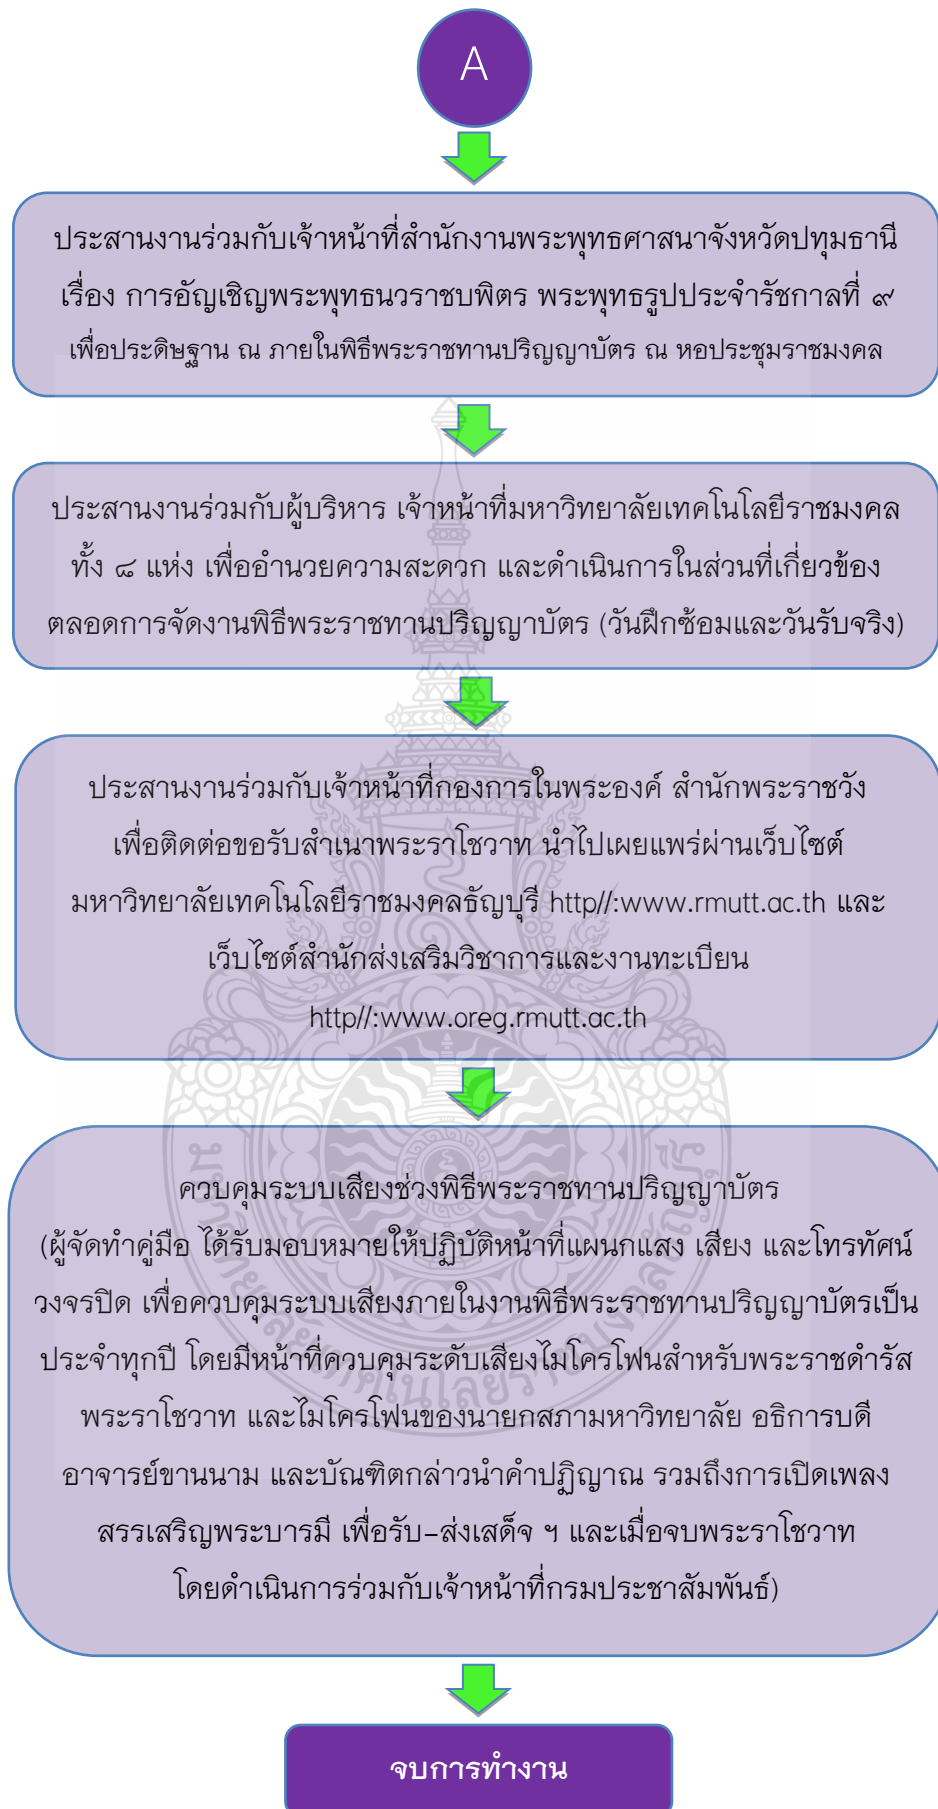 A
ประสานงานร่วมกับเจ้าหน้าที่สำนักงานพระพุทธศาสนาจังหวัดปทุมธานี
เรื่อง การอัญเชิญพระพุทธนวราชบพิตร พระพุทธรูปประจำรัชกาลที่ ๙
เพื่อประดิษฐาน ณ ภายในพิธีพระราชทานปริญญาบัตร ณ หอประชุมราชมงคล
ประสานงานร่วมกับผู้บริหาร เจ้าหน้าที่มหาวิทยาลัยเทคโนโลยีราชมงคล
ทั้ง ๘ แห่ง เพื่ออำนวยความสะดวก และดำเนินการในส่วนที่เกี่ยวข้อง
ตลอดการจัดงานพิธีพระราชทานปริญญาบัตร (วันฝึกซ้อมและวันรับจริง)
ประสานงานร่วมกับเจ้าหน้าที่กองการในพระองค์ สำนักพระราชวัง
เพื่อติดต่อขอรับสำเนาพระราโชวาท นำไปเผยแพร่ผ่านเว็บไซต์
มหาวิทยาลัยเทคโนโลยีราชมงคลธัญบุรี http//:www.rmutt.ac.th และ
เว็บไซต์สำนักส่งเสริมวิชาการและงานทะเบียน
http//:www.oreg.rmutt.ac.th
ควบคุมระบบเสียงช่วงพิธีพระราชทานปริญญาบัตร
(ผู้จัดทำคู่มือ ได้รับมอบหมายให้ปฏิบัติหน้าที่แผนกแสง เสียง และโทรทัศน์
วงจรปิด เพื่อควบคุมระบบเสียงภายในงานพิธีพระราชทานปริญญาบัตรเป็น
ประจำทุกปี โดยมีหน้าที่ควบคุมระดับเสียงไมโครโฟนสำหรับพระราชดำรัส
พระราโชวาท และไมโครโฟนของนายกสภามหาวิทยาลัย อธิการบดี
อาจารย์ขานนาม และบัณฑิตกล่าวนำคำปฏิญาณ รวมถึงการเปิดเพลง
สรรเสริญพระบารมี เพื่อรับ-ส่งเสด็จ ฯ และเมื่อจบพระราโชวาท
โดยดำเนินการร่วมกับเจ้าหน้าที่กรมประชาสัมพันธ์)
มหาวิทยาลัยเทคโนโลยีราชมงคลธัญบุรี
จบการทำงาน